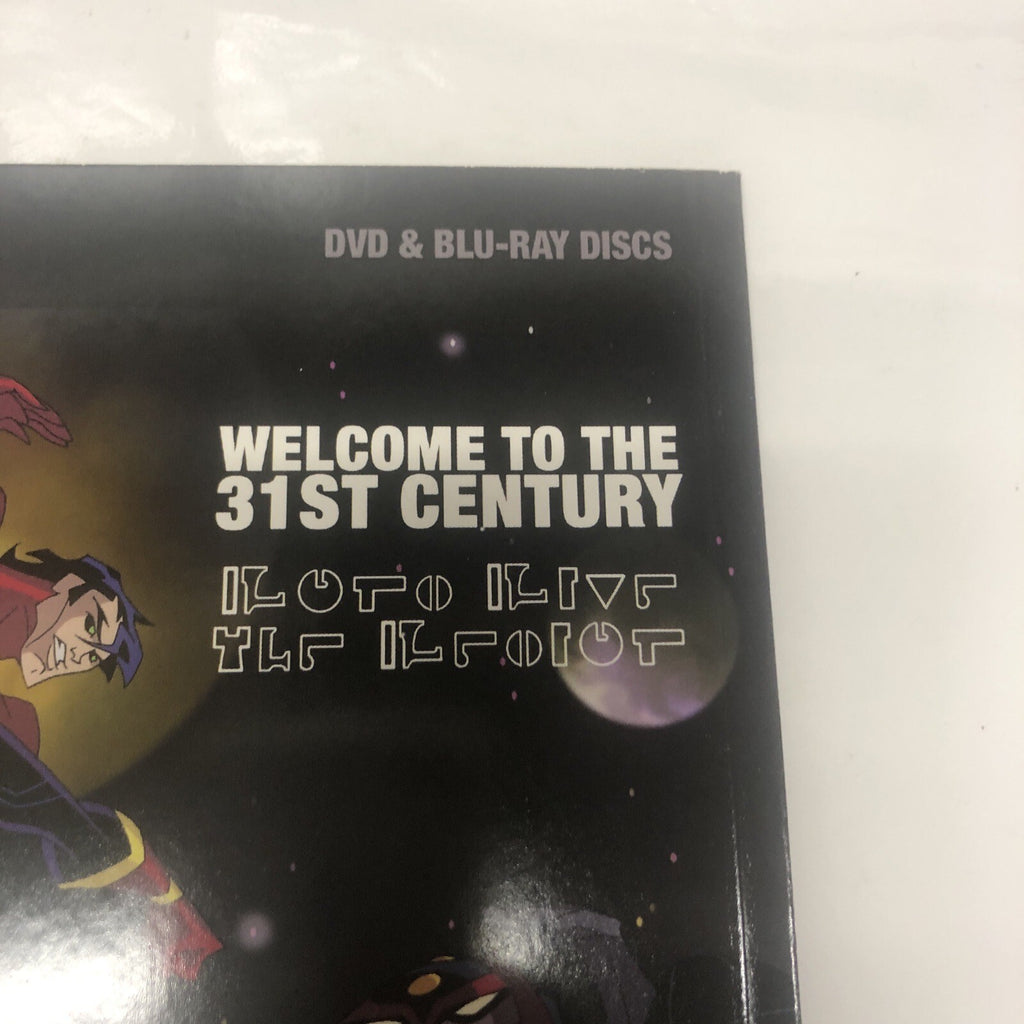 DVD & BLU-RAY DISCS
WELCOME TO THE
31ST CENTURY